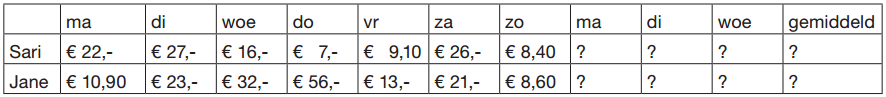 ma di woe do vr za zo ma di woe gemiddeld
Sari € 22,- € 27,- € 16,- € 7,- € 9,10 € 26,- € 8,40 ? ? ? ?
Jane € 10,90 € 23,- € 32,- € 56,- € 13,- € 21,- € 8,60 ? ? ? ?